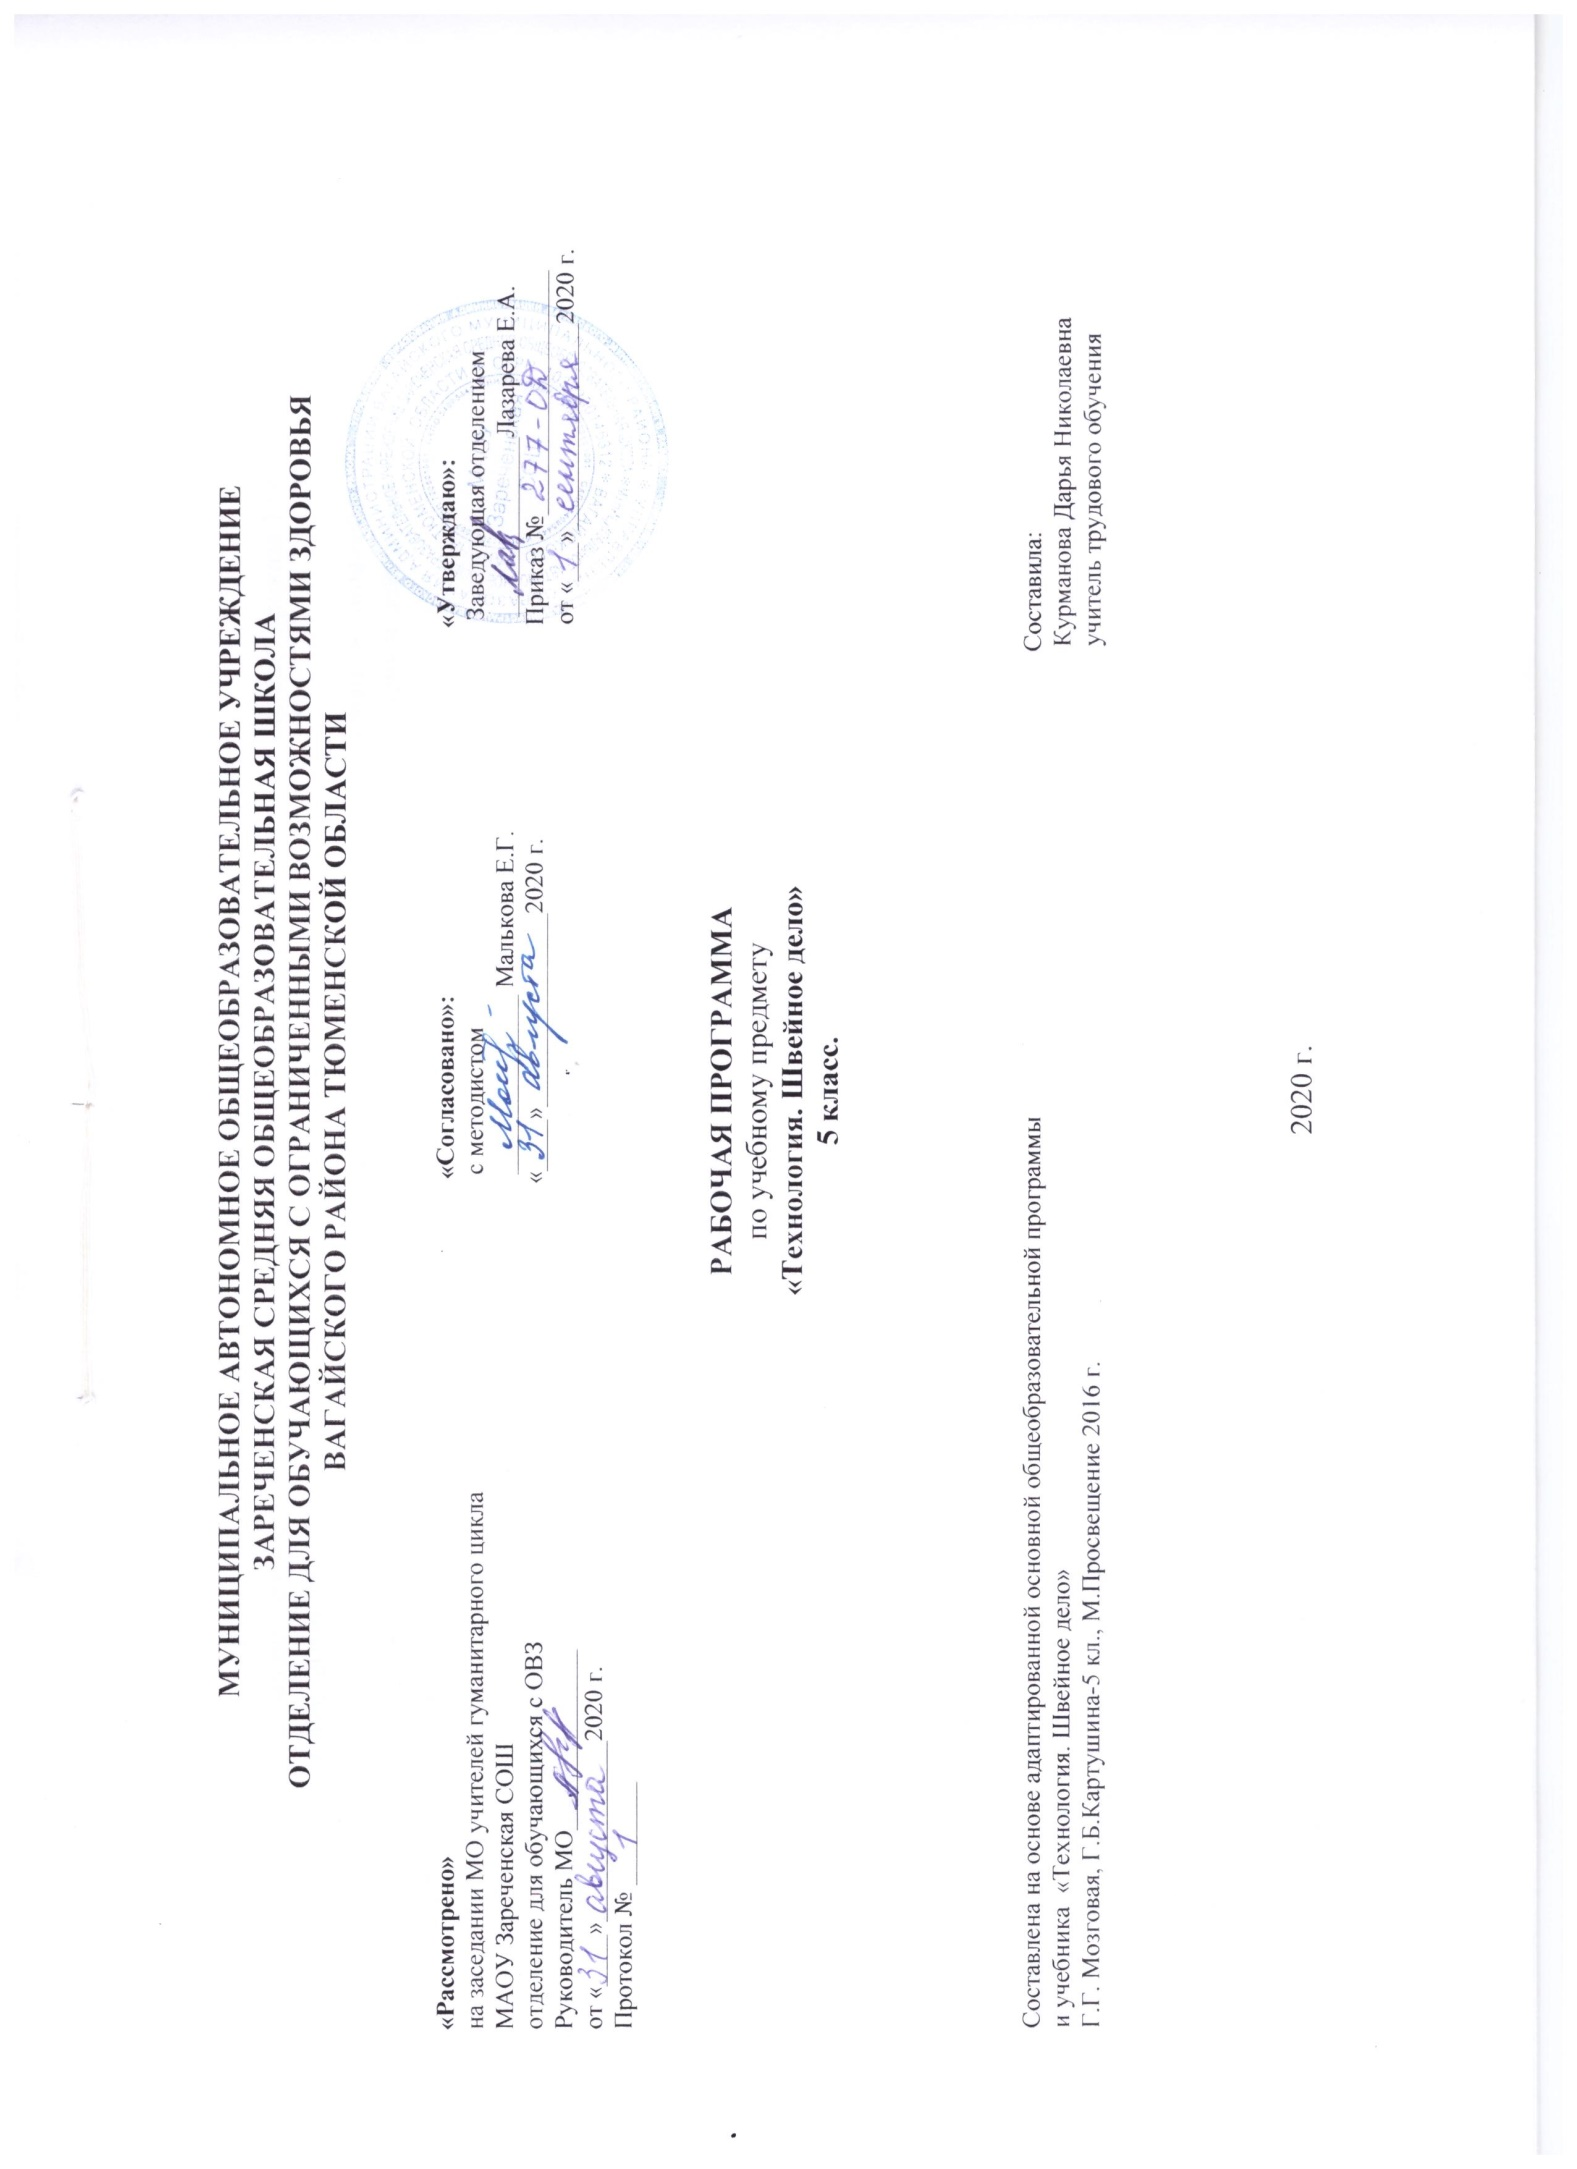 МУНИЦИПАЛЬНОЕ АВТОНОМНОЕ ОБЩЕОБРАЗОВАТЕЛЬНОЕ УЧРЕЖДЕНИЕ
ЗАРЕЧЕНСКАЯ СРЕДНЯЯ ОБЩЕОБРАЗОВАТЕЛЬНАЯ ШКОЛА
ОТДЕЛЕНИЕ ДЛЯ ОБУЧАЮЩИХСЯ С ОГРАНИЧЕННЫМИ ВОЗМОЖНОСТЯМИ ЗДОРОВЬЯ
ВАГАЙСКОГО РАЙОНА ТЮМЕНСКОЙ ОБЛАСТИ
«Рассмотрено»
на заседании МО учителей гуманитарного цикла
МАОУ Зареченская СОШ
отделение для обучающихся с ОВЗ
Руководитель МО
от «31» августа 2020 г.
Протокол № 1
«Согласовано»:
с методистом
Малькова Е.Г.
«31» августа 2020 г.
«Утверждаю»:
Заведующая отделением
Лазарева Е.А.
Приказ № 277-ОД
от «1» сентября 2020 г.
РАБОЧАЯ ПРОГРАММА
по учебному предмету
«Технология. Швейное дело»
5 класс.
Составлена на основе адаптированной основной общеобразовательной программы
и учебника «Технология. Швейное дело»
Г.Г. Мозговая, Г.Б.Картушина-5 кл., М.Просвещение 2016 г.
Составила:
Курманова Дарья Николаевна
учитель трудового обучения
2020 г.